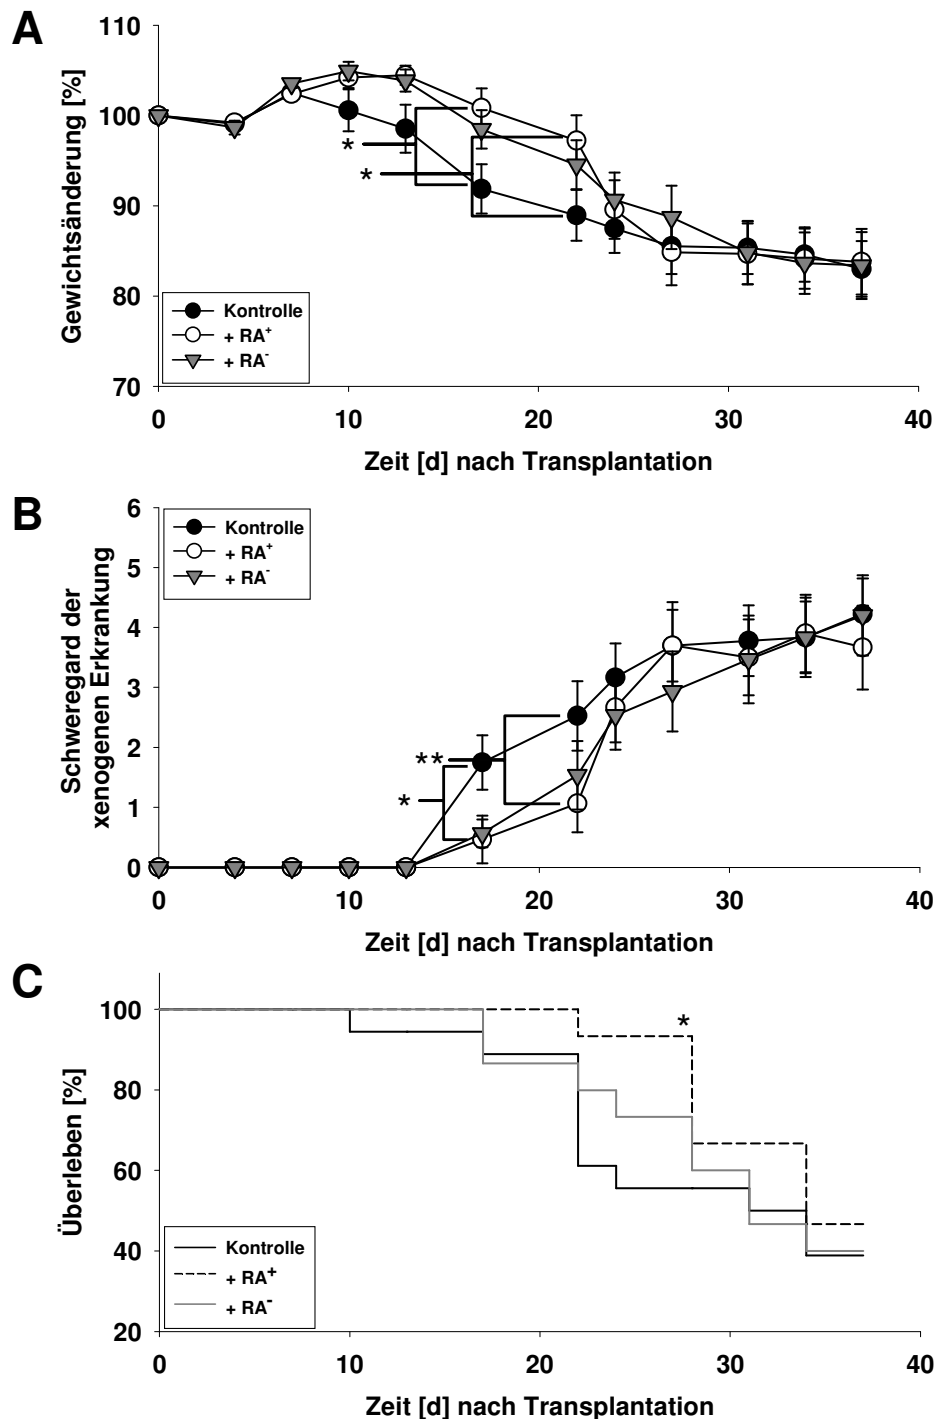 A
Gewichtsänderung [%]
110
100
90
80
70
*
*
Kontrolle
+ RA⁺
+ RA⁻
0 10 20 30 40
Zeit [d] nach Transplantation
B
Schweregard der
xenogenen Erkrankung
6
5
4
3
2
1
0
Kontrolle
+ RA⁺
+ RA⁻
**
*
0 10 20 30 40
Zeit [d] nach Transplantation
C
Überleben [%]
100
80
60
40
20
*
Kontrolle
+ RA⁺
+ RA⁻
0 10 20 30 40
Zeit [d] nach Transplantation